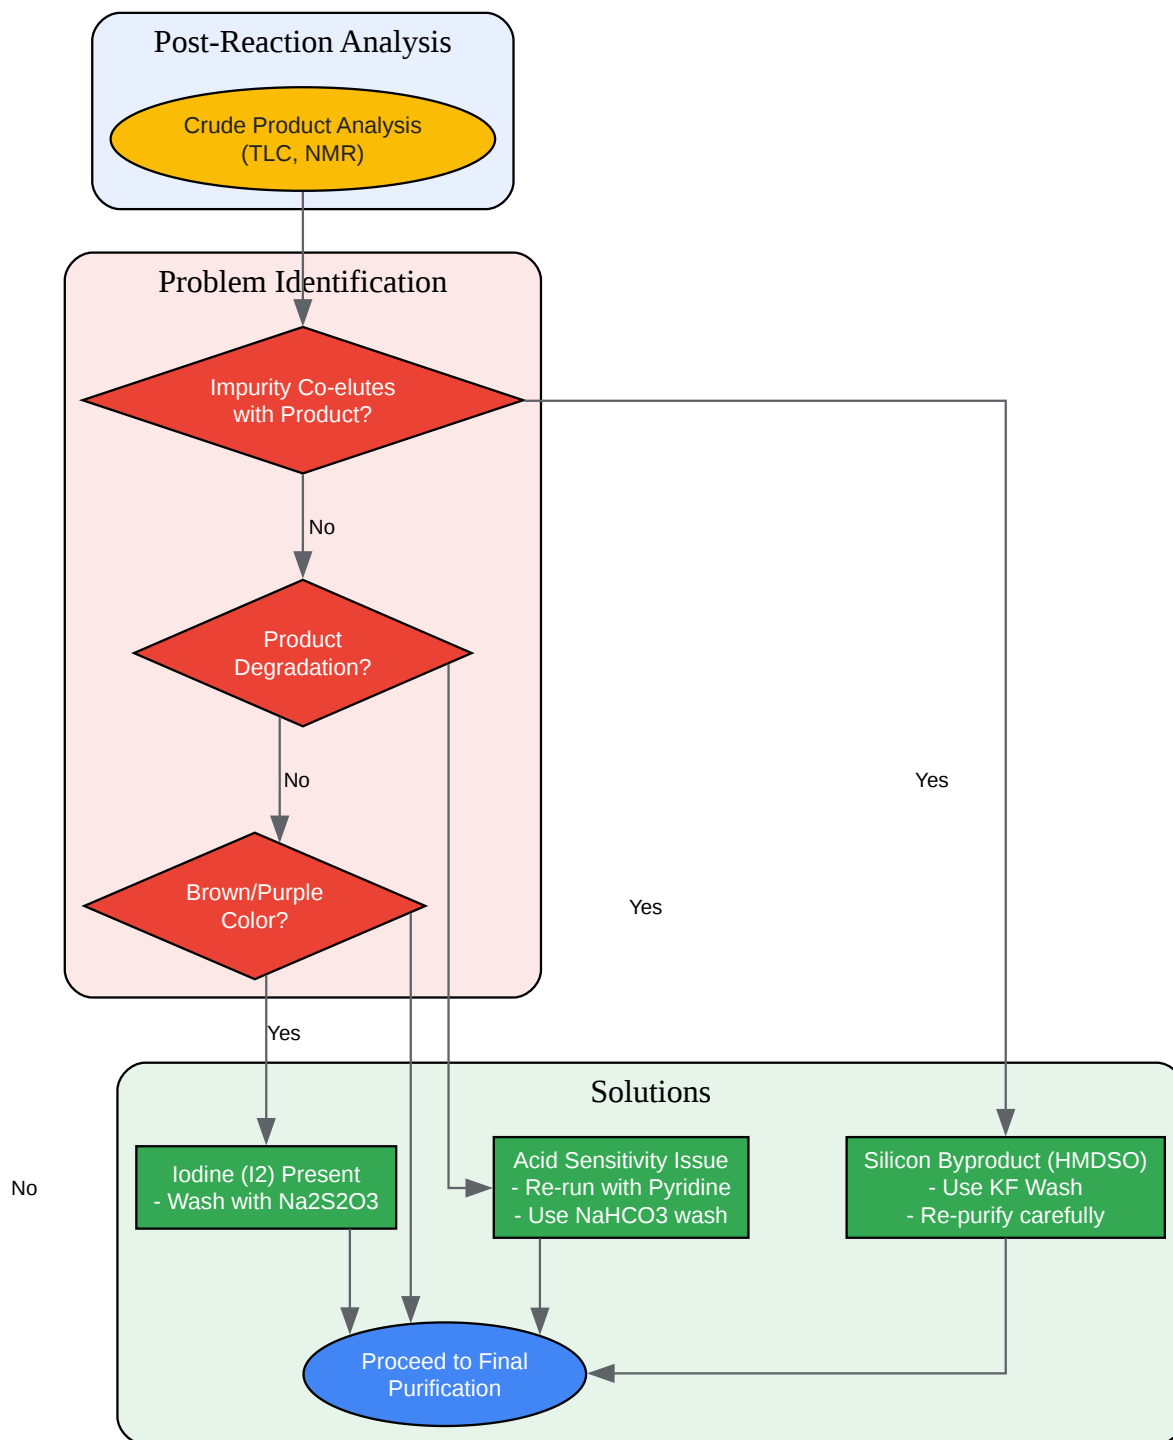 Post-Reaction Analysis
Crude Product Analysis
(TLC, NMR)
Problem Identification
Impurity Co-elutes
with Product?
No
Product
Degradation?
No
Yes
Brown/Purple
Color?
Yes
Yes
Solutions
Iodine (I2) Present
- Wash with Na2S2O3
Acid Sensitivity Issue
- Re-run with Pyridine
- Use NaHCO3 wash
Silicon Byproduct (HMDSO)
- Use KF Wash
- Re-purify carefully
No
Proceed to Final
Purification